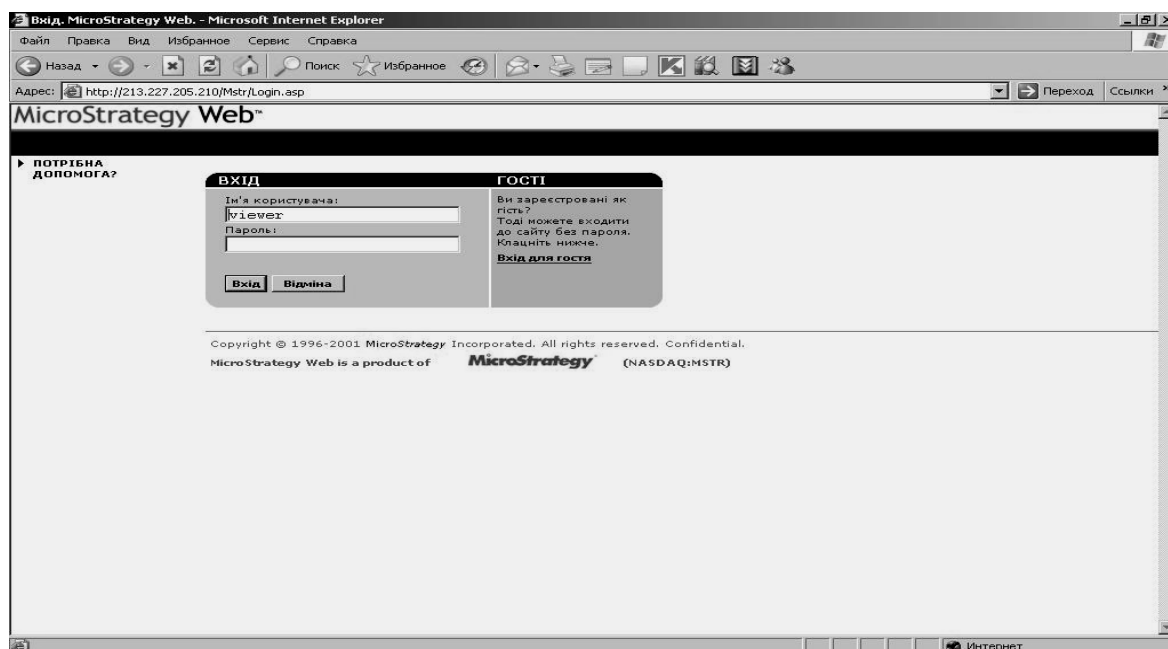 Вхід. MicroStrategy Web. - Microsoft Internet Explorer
Файл Правка Вид Избранное Сервис Справка
Назад Поиск Избранное
Адрес: http://213.227.205.210/Mstr/Login.asp Переход Ссылки »
MicroStrategy Web™
ПОТРІБНА
ДОПОМОГА?
ВХІД
Ім'я користувача:
viewer
Пароль:
Вхід Відміна
ГОСТІ
Ви зареєстровані як
гість?
Тоді можете входити
до сайту без пароля.
Клацніть нижче.
Вхід для гостя
Copyright © 1996-2001 MicroStrategy Incorporated. All rights reserved. Confidential.
MicroStrategy Web is a product of MicroStrategy (NASDAQ:MSTR)
Интернет